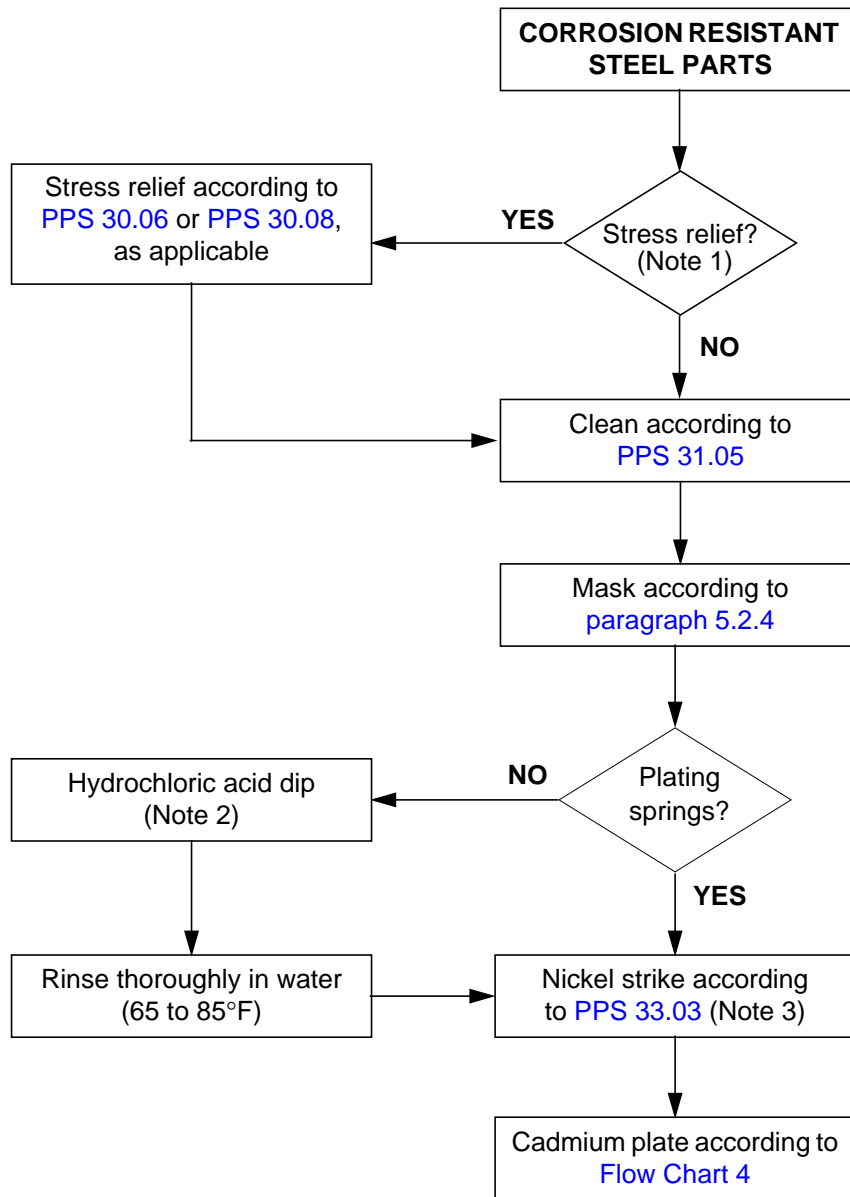 CORROSION RESISTANT
STEEL PARTS
Stress relief according to
PPS 30.06 or PPS 30.08,
as applicable
YES
Stress relief?
(Note 1)
NO
Clean according to
PPS 31.05
Mask according to
paragraph 5.2.4
Hydrochloric acid dip
(Note 2)
NO
Plating
springs?
YES
Rinse thoroughly in water
(65 to 85°F)
Nickel strike according
to PPS 33.03 (Note 3)
Cadmium plate according to
Flow Chart 4